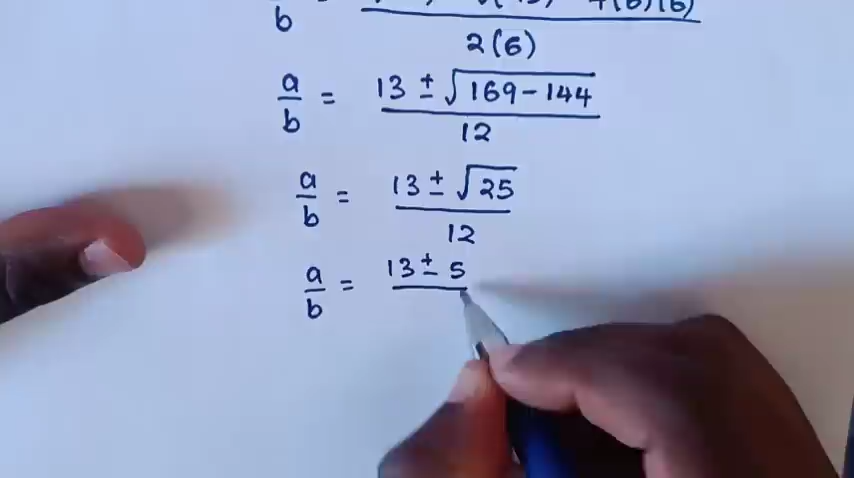 a/b =
2(6)
a/b = 13 ± √169 - 144 / 12
a/b = 13 ± √25 / 12
a/b = 13 ± 5